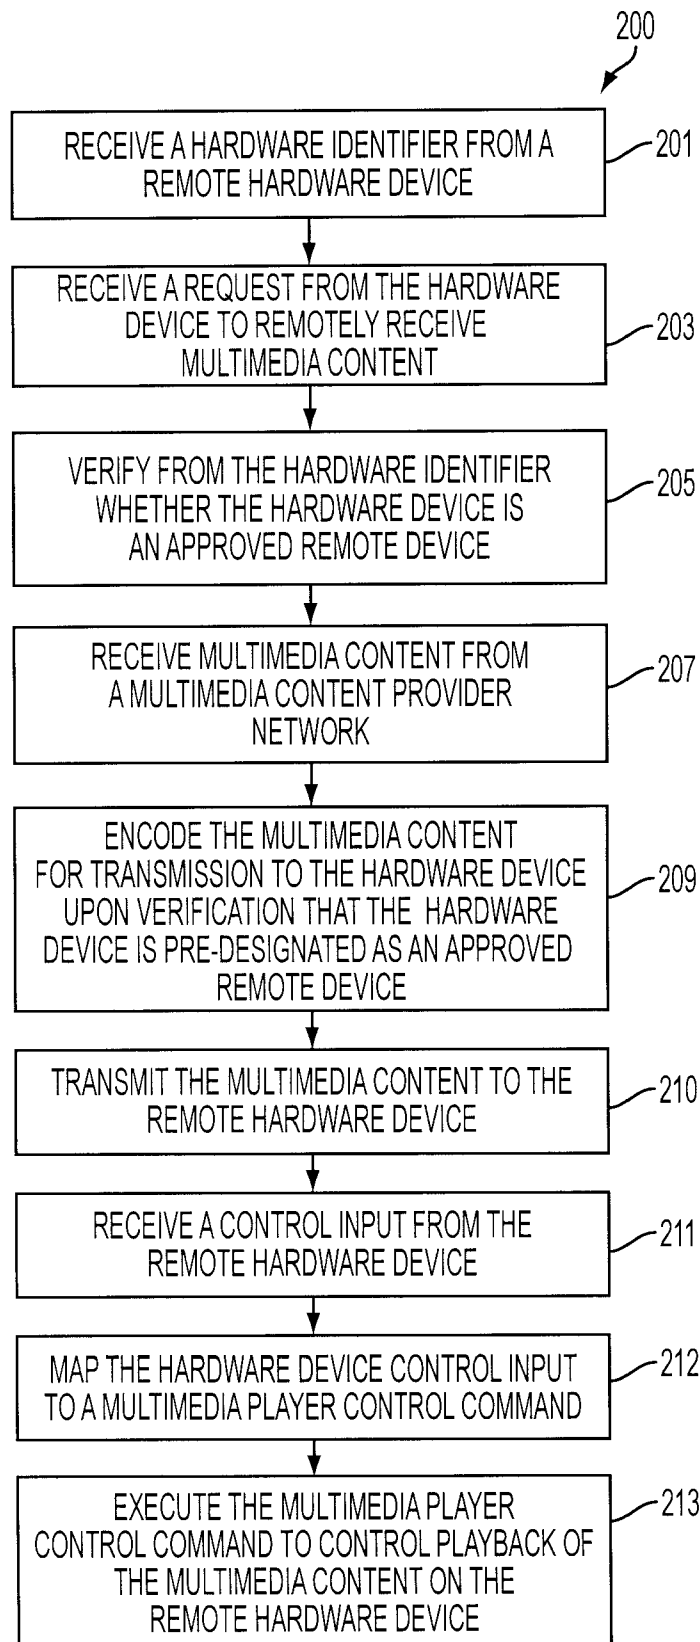 200
RECEIVE A HARDWARE IDENTIFIER FROM A
REMOTE HARDWARE DEVICE
201
RECEIVE A REQUEST FROM THE HARDWARE
DEVICE TO REMOTELY RECEIVE
MULTIMEDIA CONTENT
203
VERIFY FROM THE HARDWARE IDENTIFIER
WHETHER THE HARDWARE DEVICE IS
AN APPROVED REMOTE DEVICE
205
RECEIVE MULTIMEDIA CONTENT FROM
A MULTIMEDIA CONTENT PROVIDER
NETWORK
207
ENCODE THE MULTIMEDIA CONTENT
FOR TRANSMISSION TO THE HARDWARE DEVICE
UPON VERIFICATION THAT THE HARDWARE
DEVICE IS PRE-DESIGNATED AS AN APPROVED
REMOTE DEVICE
209
TRANSMIT THE MULTIMEDIA CONTENT TO THE
REMOTE HARDWARE DEVICE
210
RECEIVE A CONTROL INPUT FROM THE
REMOTE HARDWARE DEVICE
211
MAP THE HARDWARE DEVICE CONTROL INPUT
TO A MULTIMEDIA PLAYER CONTROL COMMAND
212
EXECUTE THE MULTIMEDIA PLAYER
CONTROL COMMAND TO CONTROL PLAYBACK OF
THE MULTIMEDIA CONTENT ON THE
REMOTE HARDWARE DEVICE
213